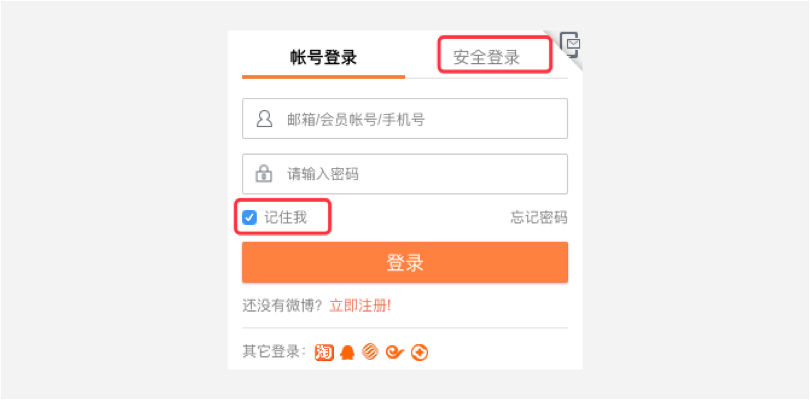 帐号登录 安全登录
邮箱/会员帐号/手机号
请输入密码
记住我 忘记密码
登录
还没有微博？立即注册!
其它登录： 淘